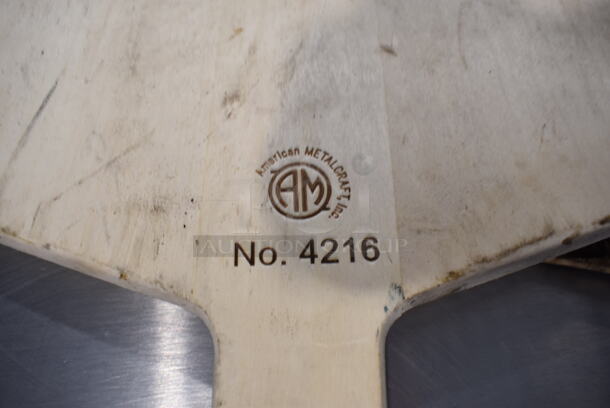 American METALCRAFT, Inc.
AM
No. 4216